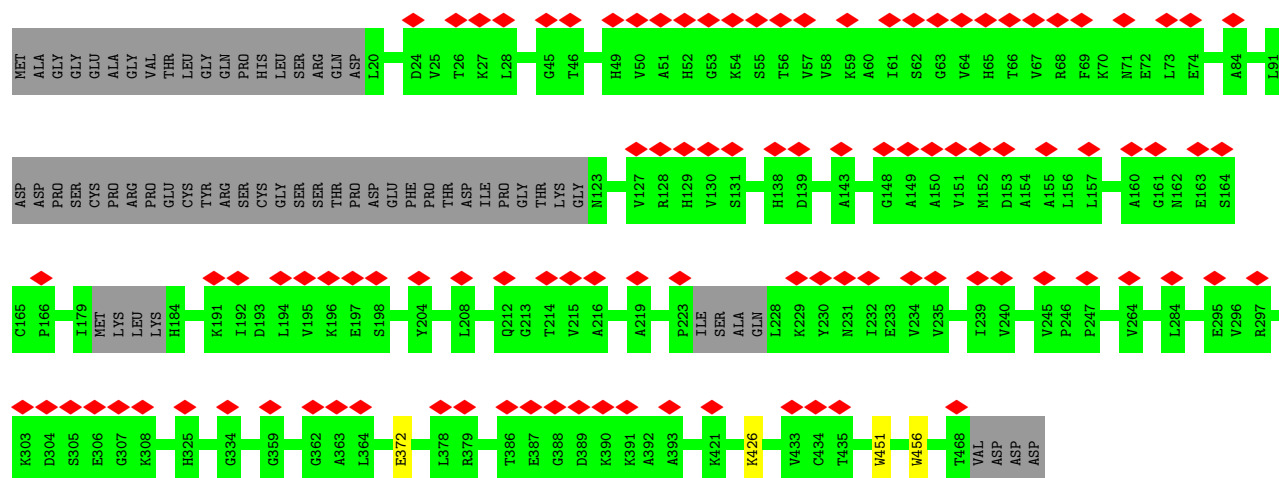 MET ALA GLY GLY GLU ALA GLY VAL THR LEU GLY GLN PRO HIS LEU SER ARG GLN ASP L20 D24 V25 T26 K27 L28 G45 T46 H49 V50 A51 H52 G53 K54 S55 T56 V57 V58 K59 A60 I61 S62 G63 V64 H65 T66 V67 R68 F69 K70 N71 E72 L73 E74 A84 L91
ASP ASP PRO SER CYS PRO ARG PRO GLU CYS TYR ARG SER CYS GLY SER SER THR PRO ASP GLU PHE PRO THR ASP ILE PRO GLY THR LYS GLY N123 V127 R128 H129 V130 S131 H138 D139 A143 G148 A149 A150 V151 M152 D153 A154 A155 L156 L157 A160 G161 N162 E163 S164
C165 P166 I179 MET LYS LEU LYS H184 K191 I192 D193 L194 V195 K196 E197 S198 Y204 L208 Q212 G213 T214 V215 A216 A219 P223 ILE SER ALA GLN L228 K229 Y230 N231 I232 E233 V234 V235 I239 V240 V245 P246 P247 V264 L284 E295 V296 R297
K303 D304 S305 E306 G307 K308 H325 G334 G359 G362 A363 L364 E372 L378 R379 T386 E387 G388 D389 K390 K391 A392 A393 K421 K426 V433 C434 T435 W451 W456 T468 VAL ASP ASP ASP